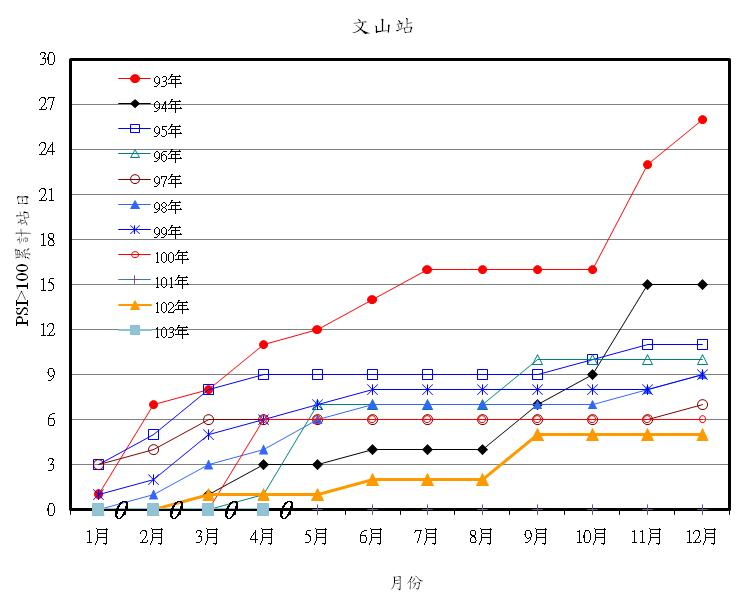 文山站
30
27
24
21
18
15
12
9
6
3
0
PSI>100累計站日
93年
94年
95年
96年
97年
98年
99年
100年
101年
102年
103年
0 0 0 0
1月 2月 3月 4月 5月 6月 7月 8月 9月 10月 11月 12月
月份